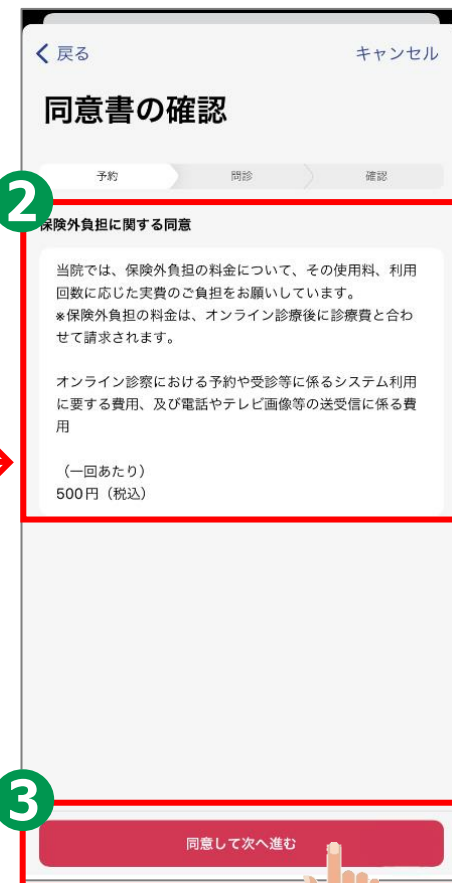 戻る
キャンセル
同意書の確認
予約
問診
確認
2
保険外負担に関する同意
当院では、保険外負担の料金について、その使用料、利用
回数に応じた実費のご負担をお願いしています。
※保険外負担の料金は、オンライン診療後に診療費と合わ
せて請求されます。
オンライン診察における予約や受診等に係るシステム利用
に要する費用、及び電話やテレビ画像等の送受信に係る費
用
（一回あたり）
500円（税込）
3
同意して次へ進む